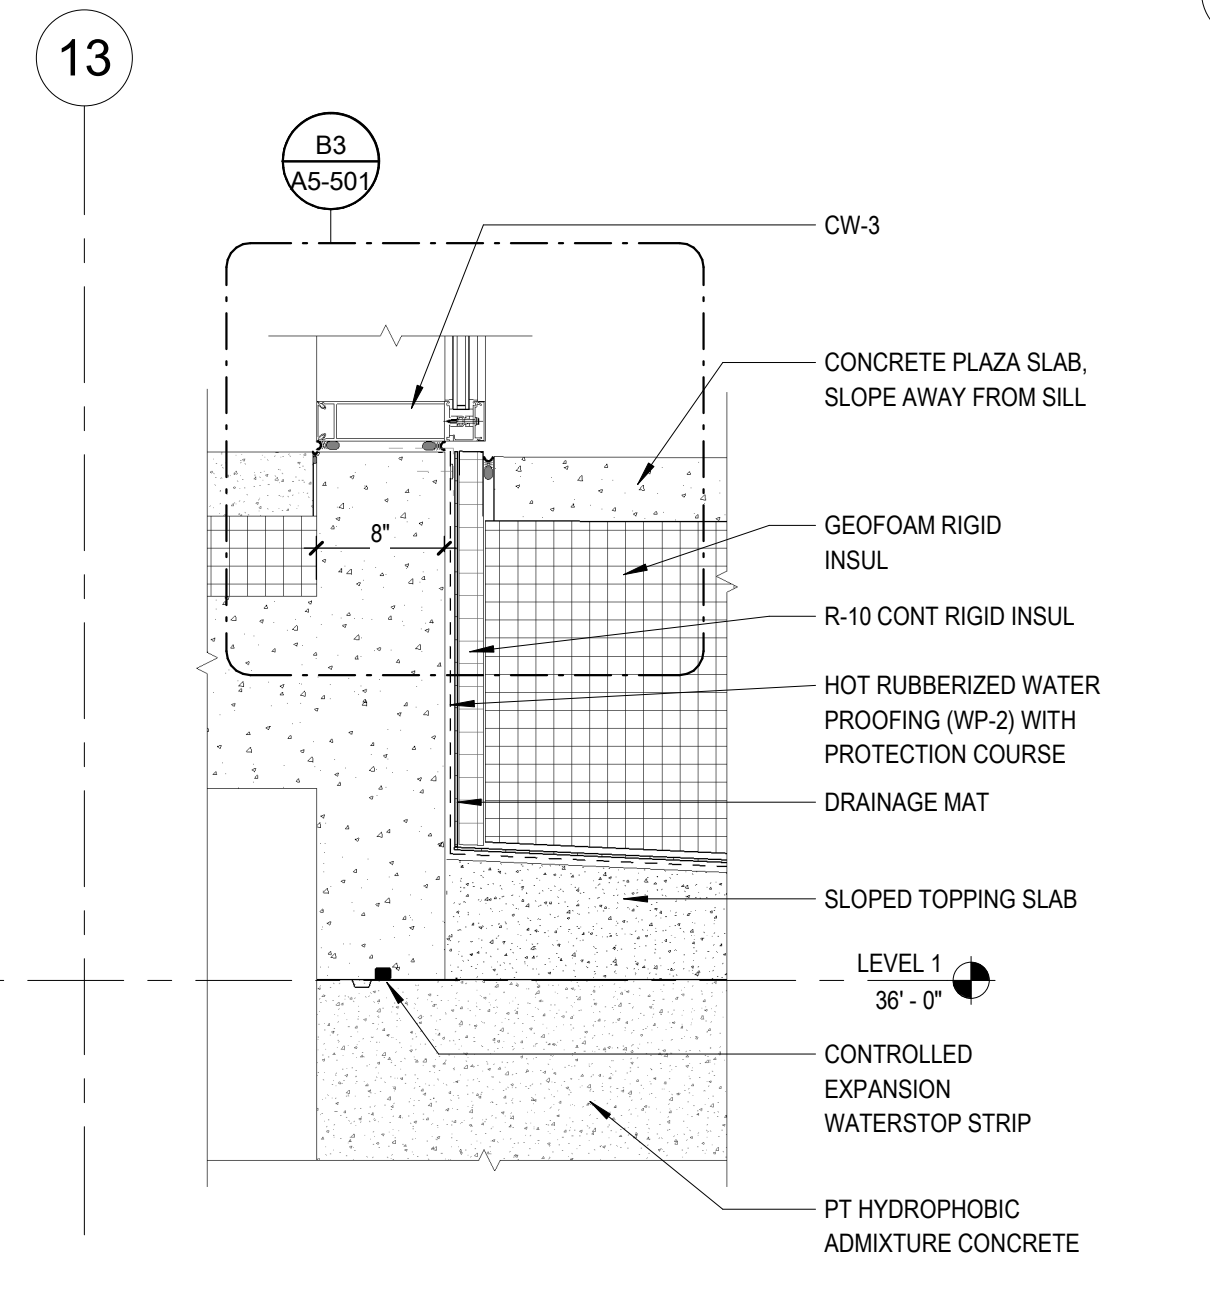 13
B3
A5-501
CW-3
CONCRETE PLAZA SLAB,
SLOPE AWAY FROM SILL
8"
GEOFOAM RIGID
INSUL
R-10 CONT RIGID INSUL
HOT RUBBERIZED WATER
PROOFING (WP-2) WITH
PROTECTION COURSE
DRAINAGE MAT
SLOPED TOPPING SLAB
LEVEL 1
36' - 0"
CONTROLLED
EXPANSION
WATERSTOP STRIP
PT HYDROPHOBIC
ADMIXTURE CONCRETE